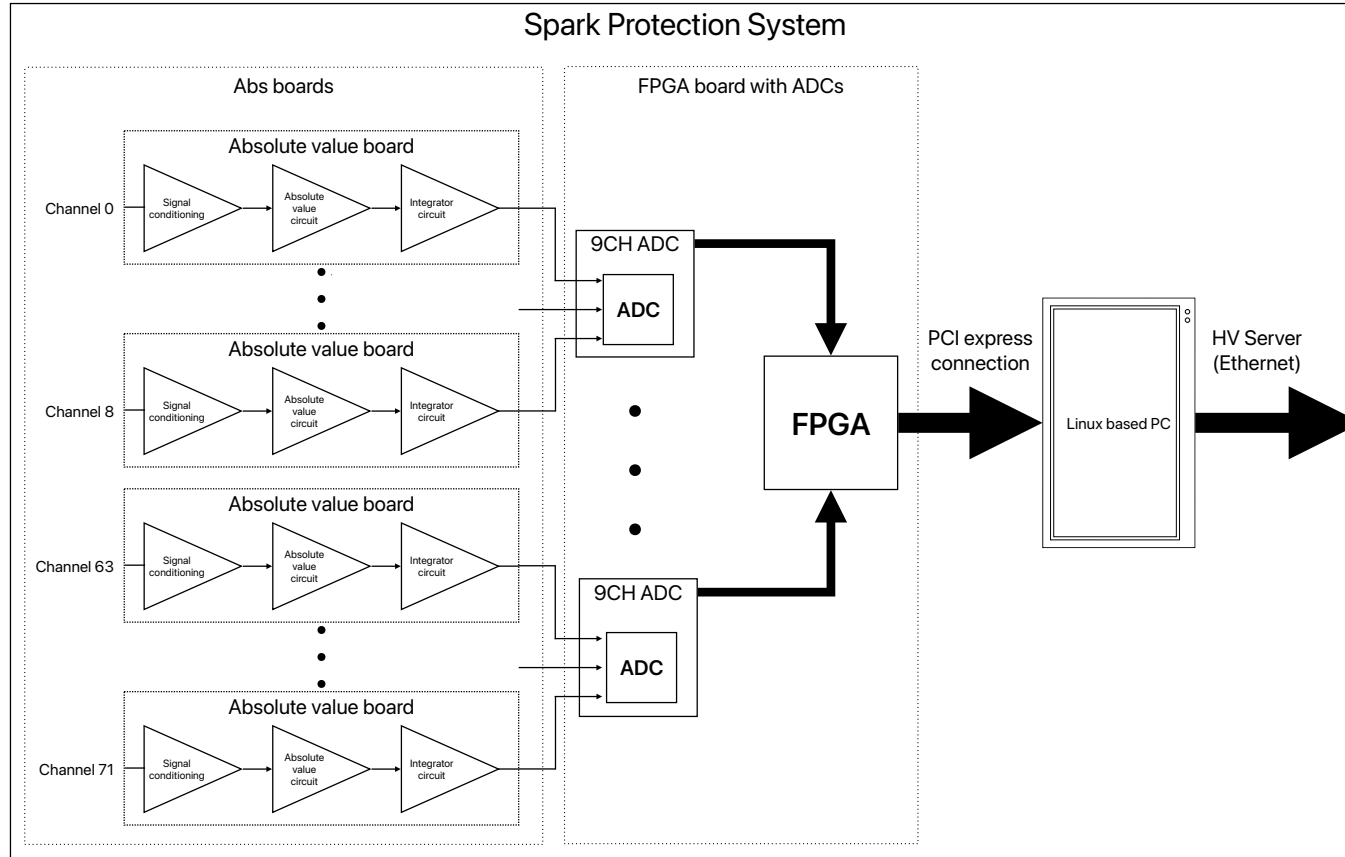 Spark Protection System
Abs boards
FPGA board with ADCs
Absolute value board
Channel 0
Signal
conditioning
Absolute
value
circuit
Integrator
circuit
Absolute value board
Channel 8
Signal
conditioning
Absolute
value
circuit
Integrator
circuit
Absolute value board
Channel 63
Signal
conditioning
Absolute
value
circuit
Integrator
circuit
Absolute value board
Channel 71
Signal
conditioning
Absolute
value
circuit
Integrator
circuit
9CH ADC
ADC
9CH ADC
ADC
FPGA
PCI express
connection
Linux based PC
HV Server
(Ethernet)